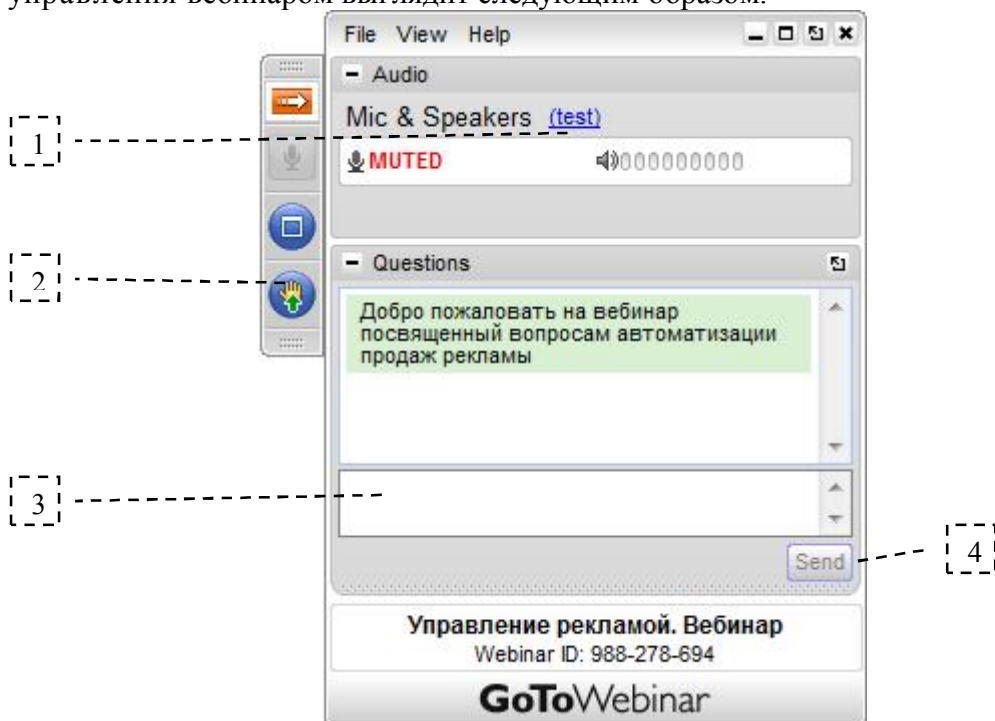 управления вебинаром выглядит следующим образом.
File View Help
Audio
Mic & Speakers (test)
1
MUTED
000000000
2
Questions
Добро пожаловать на вебинар
посвященный вопросам автоматизации
продаж рекламы
3
Send
4
Управление рекламой. Вебинар
Webinar ID: 988-278-694
GoToWebinar